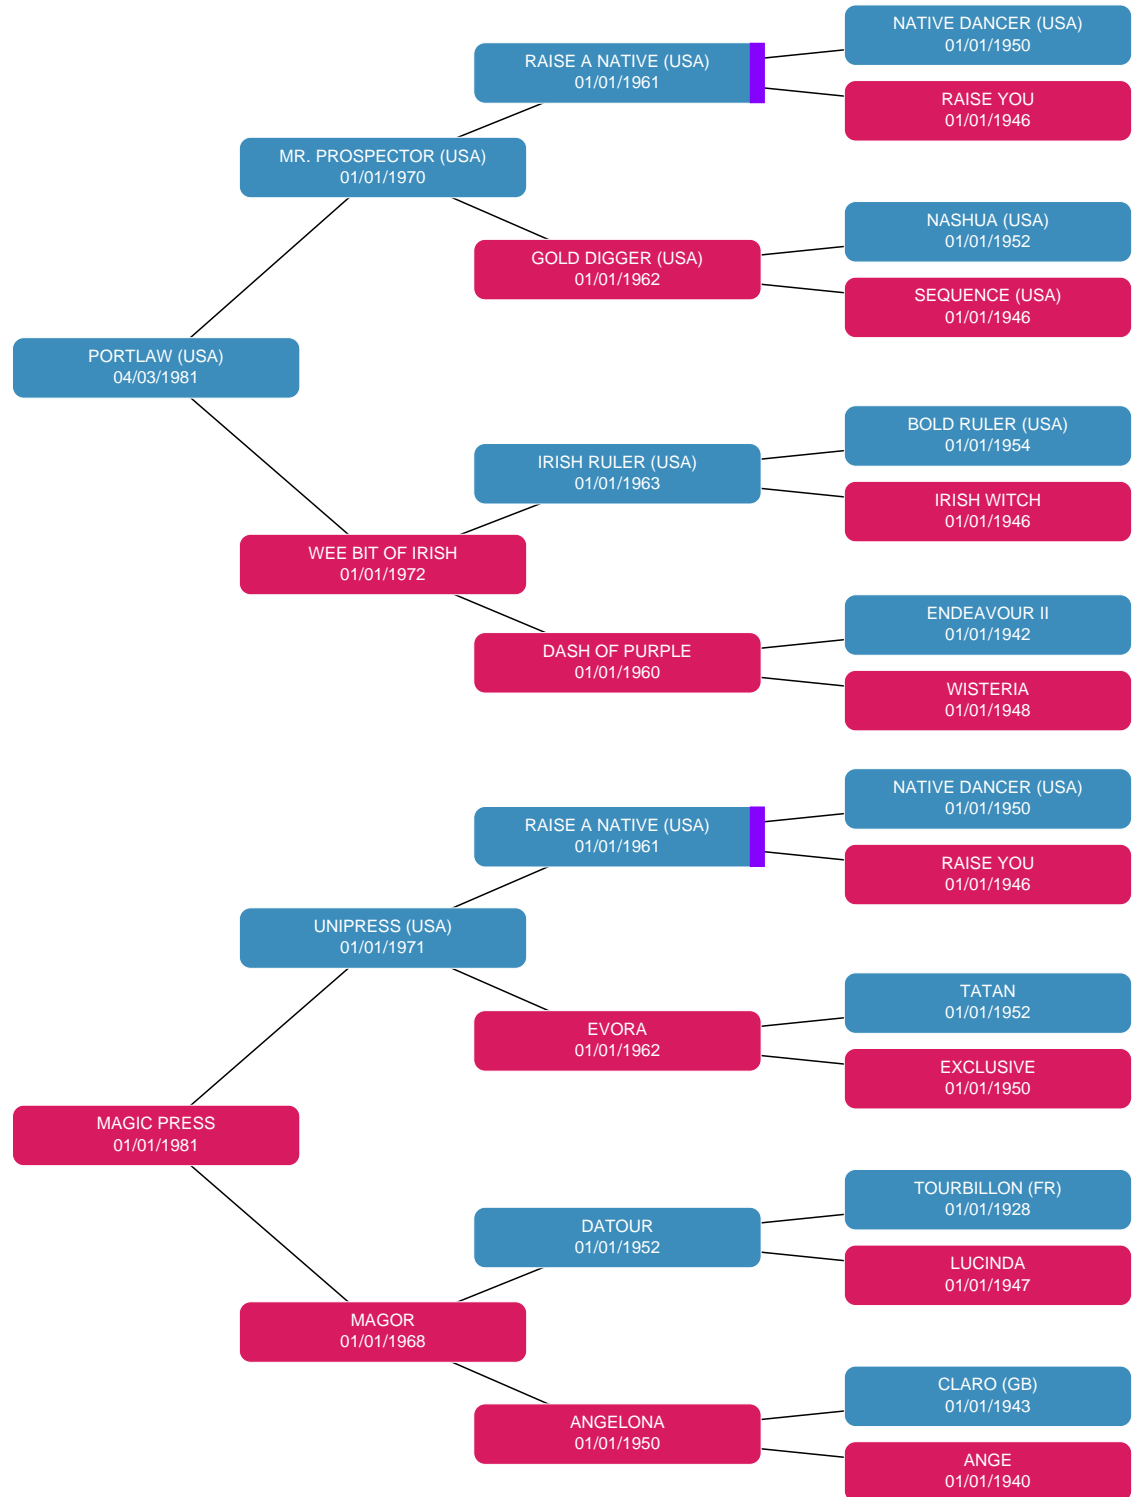 NATIVE DANCER (USA)
01/01/1950
RAISE A NATIVE (USA)
01/01/1961
RAISE YOU
01/01/1946
MR. PROSPECTOR (USA)
01/01/1970
NASHUA (USA)
01/01/1952
GOLD DIGGER (USA)
01/01/1962
SEQUENCE (USA)
01/01/1946
PORTLAW (USA)
04/03/1981
BOLD RULER (USA)
01/01/1954
IRISH RULER (USA)
01/01/1963
IRISH WITCH
01/01/1946
WEE BIT OF IRISH
01/01/1972
ENDEAVOUR II
01/01/1942
DASH OF PURPLE
01/01/1960
WISTERIA
01/01/1948
NATIVE DANCER (USA)
01/01/1950
RAISE A NATIVE (USA)
01/01/1961
RAISE YOU
01/01/1946
UNIPRESS (USA)
01/01/1971
TATAN
01/01/1952
EVORA
01/01/1962
EXCLUSIVE
01/01/1950
MAGIC PRESS
01/01/1981
TOURBILLON (FR)
01/01/1928
DATOUR
01/01/1952
LUCINDA
01/01/1947
MAGOR
01/01/1968
CLARO (GB)
01/01/1943
ANGELONA
01/01/1950
ANGE
01/01/1940